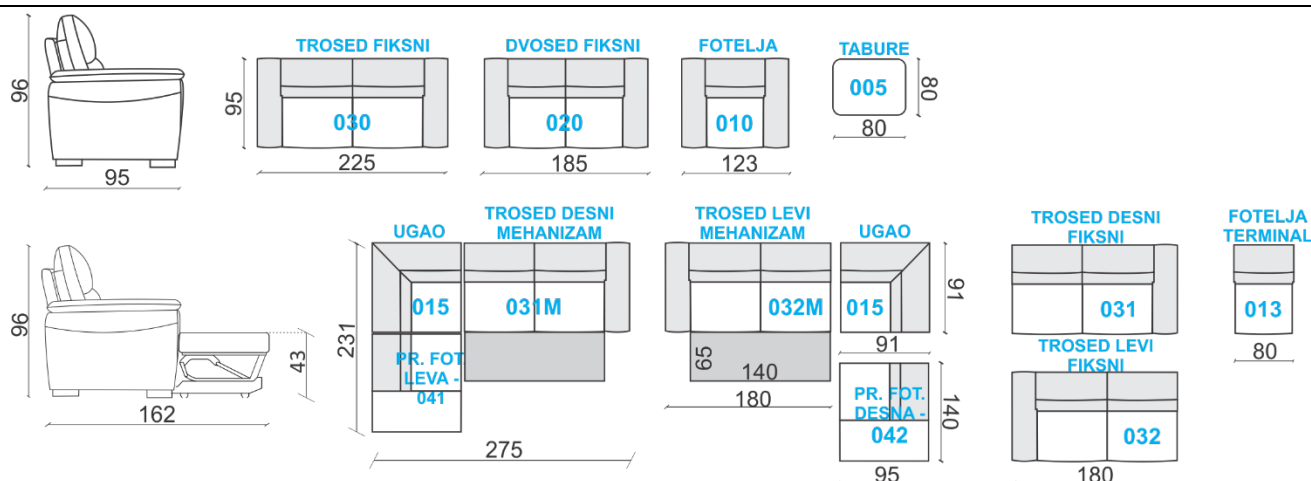 96
95
TROSED FIKSNI
95
030
225
DVOSED FIKSNI
020
185
FOTELJA
010
123
TABURE
005
80
80
96
43
162
UGAO
015
231
PR. FOT.
LEVA -
041
TROSED DESNI
MEHANIZAM
031M
275
TROSED LEVI
MEHANIZAM
032M
65
140
180
UGAO
015
91
91
PR. FOT.
DESNA -
042
140
95
TROSED DESNI
FIKSNI
031
TROSED LEVI
FIKSNI
032
180
FOTELJA
TERMINAL
013
80